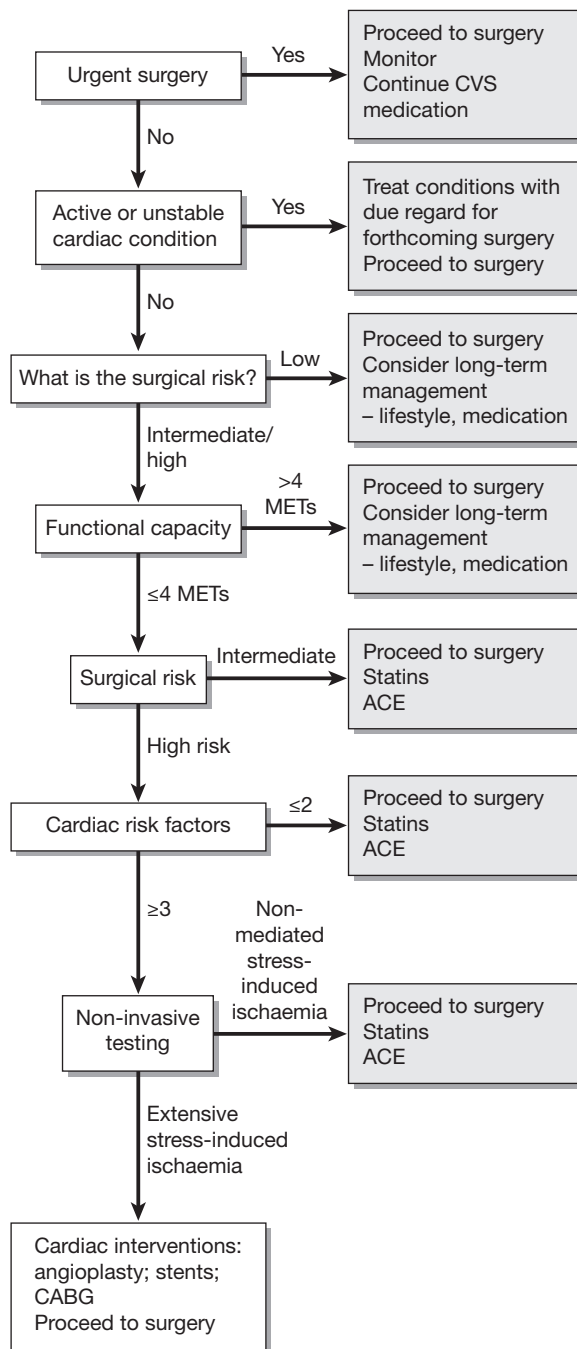 Urgent surgery
Yes
Proceed to surgery
Monitor
Continue CVS
medication
No
Active or unstable
cardiac condition
Yes
Treat conditions with
due regard for
forthcoming surgery
Proceed to surgery
No
What is the surgical risk?
Low
Proceed to surgery
Consider long-term
management
– lifestyle, medication
Intermediate/
high
Functional capacity
>4
METs
Proceed to surgery
Consider long-term
management
– lifestyle, medication
≤4 METs
Surgical risk
Intermediate
Proceed to surgery
Statins
ACE
High risk
Cardiac risk factors
≤2
Proceed to surgery
Statins
ACE
≥3
Non-invasive
testing
Non-
mediated
stress-
induced
ischaemia
Proceed to surgery
Statins
ACE
Extensive
stress-induced
ischaemia
Cardiac interventions:
angioplasty; stents;
CABG
Proceed to surgery